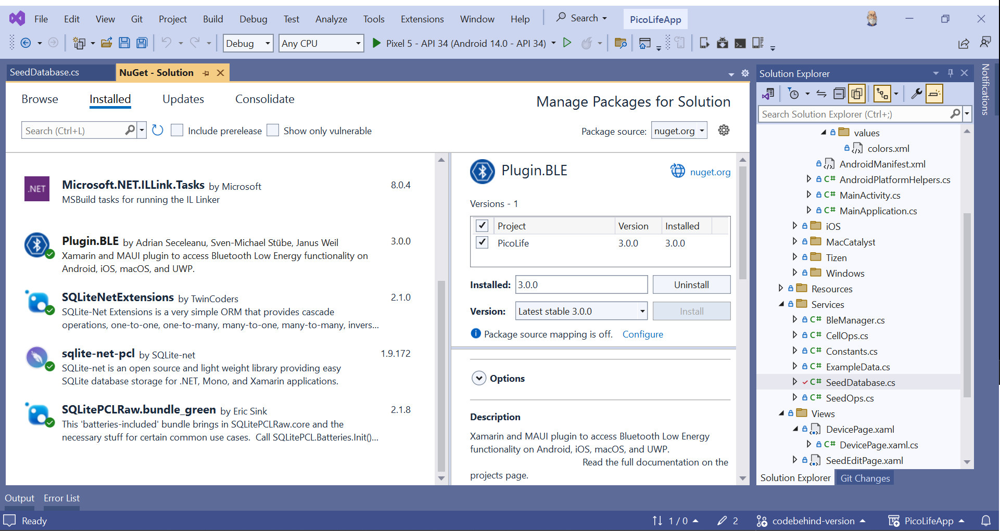 File Edit View Git Project Build Debug Test Analyze Tools Extensions Window Help Search PicoLifeApp
Debug Any CPU Pixel 5 - API 34 (Android 14.0 - API 34)
SeedDatabase.cs NuGet - Solution
Browse Installed Updates Consolidate
Manage Packages for Solution
Search (Ctrl+L) Include prerelease Show only vulnerable
Package source: nuget.org
.NET
Microsoft.NET.ILLink.Tasks by Microsoft 8.0.4
MSBuild tasks for running the IL Linker
Plugin.BLE by Adrian Seceleanu, Sven-Michael Stübe, Janus Weil 3.0.0
Xamarin and MAUI plugin to access Bluetooth Low Energy functionality on
Android, iOS, macOS, and UWP.
SQLiteNetExtensions by TwinCoders 2.1.0
SQLite-Net Extensions is a very simple ORM that provides cascade
operations, one-to-one, one-to-many, many-to-one, many-to-many, invers...
sqlite-net-pcl by SQLite-net 1.9.172
SQLite-net is an open source and light weight library providing easy
SQLite database storage for .NET, Mono, and Xamarin applications.
SQLitePCLRaw.bundle_green by Eric Sink 2.1.8
This 'batteries-included' bundle brings in SQLitePCLRaw.core and the
necessary stuff for certain common use cases. Call SQLitePCL.Batteries.Init()...
Plugin.BLE nuget.org
Versions - 1
Project Version Installed
PicoLife 3.0.0 3.0.0
Installed: 3.0.0 Uninstall
Version: Latest stable 3.0.0 Install
Package source mapping is off. Configure
Options
Description
Xamarin and MAUI plugin to access Bluetooth Low Energy
functionality on Android, iOS, macOS, and UWP.
Read the full documentation on the
projects page.
Solution Explorer
Search Solution Explorer (Ctrl+;)
values
colors.xml
AndroidManifest.xml
C# AndroidPlatformHelpers.cs
C# MainActivity.cs
C# MainApplication.cs
iOS
MacCatalyst
Tizen
Windows
Resources
Services
C# BleManager.cs
C# CellOps.cs
C# Constants.cs
C# ExampleData.cs
C# SeedDatabase.cs
C# SeedOps.cs
Views
DevicePage.xaml
C# DevicePage.xaml.cs
SeedEditPage.xaml
Solution Explorer Git Changes
Notifications
Output Error List
Ready 1 / 0 2 codebehind-version PicoLifeApp